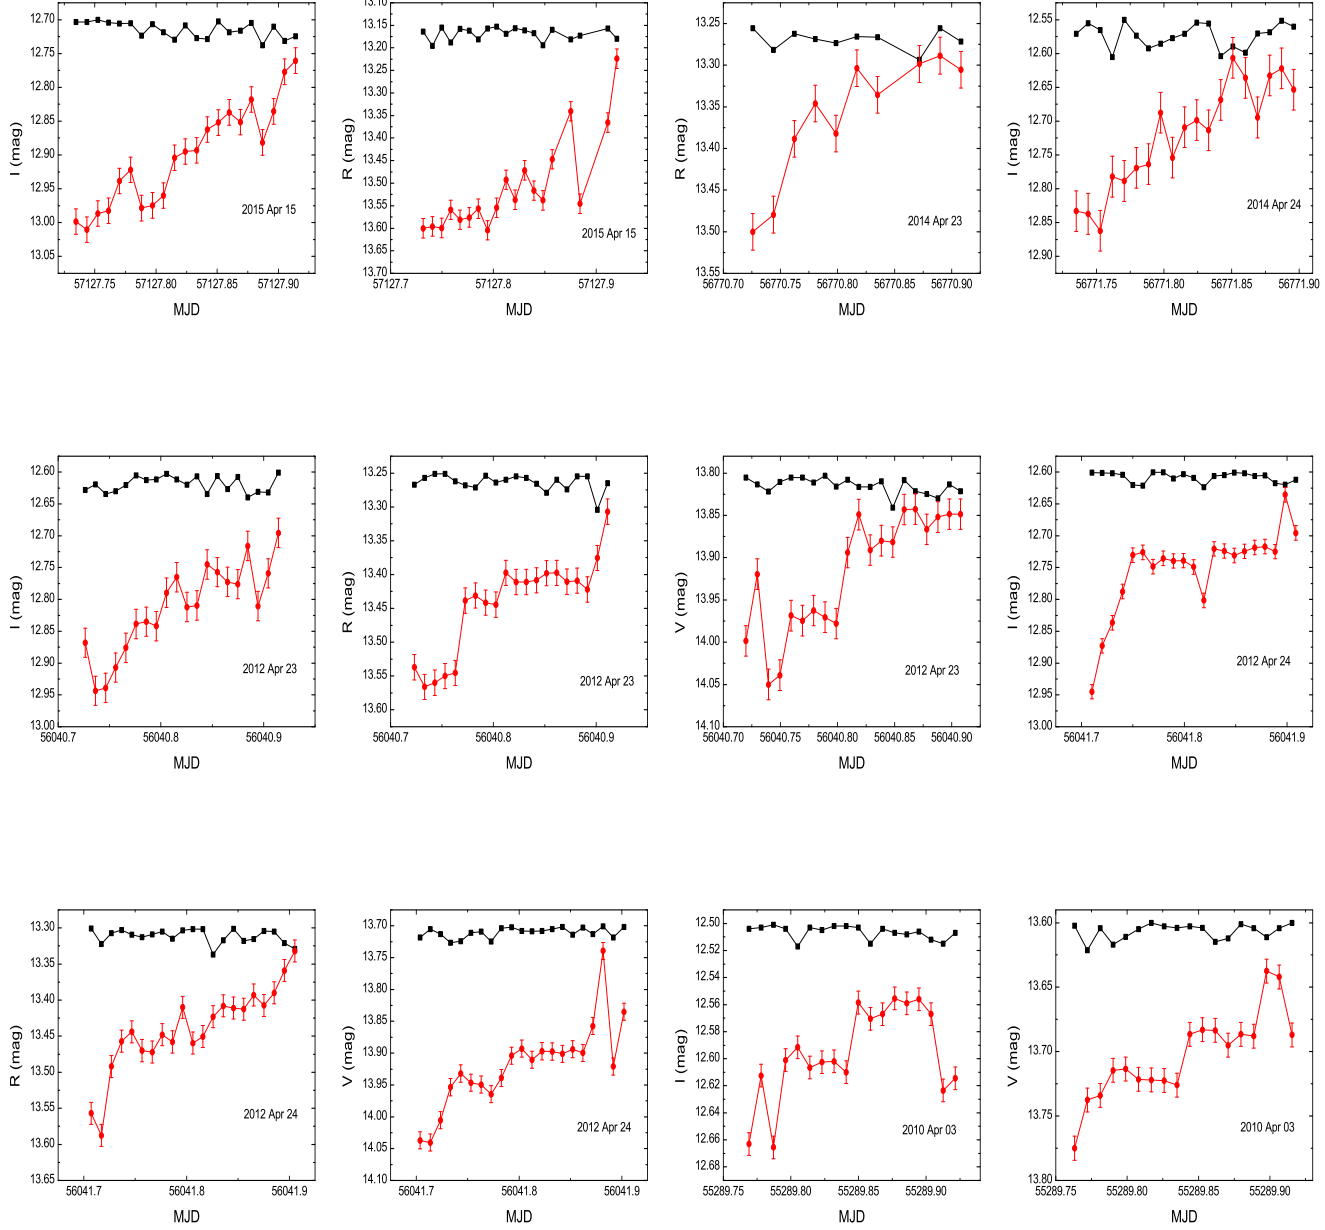 12.70
12.75
12.80
12.85
12.90
12.95
13.00
13.05
I (mag)
2015 Apr 15
57127.75 57127.80 57127.85 57127.90
MJD
13.10
13.15
13.20
13.25
13.30
13.35
13.40
13.45
13.50
13.55
13.60
13.65
13.70
R (mag)
2015 Apr 15
57127.7 57127.8 57127.9
MJD
13.25
13.30
13.35
13.40
13.45
13.50
13.55
R (mag)
2014 Apr 23
56770.70 56770.75 56770.80 56770.85 56770.90
MJD
12.55
12.60
12.65
12.70
12.75
12.80
12.85
12.90
I (mag)
2014 Apr 24
56771.75 56771.80 56771.85 56771.90
MJD
12.60
12.65
12.70
12.75
12.80
12.85
12.90
12.95
13.00
I (mag)
2012 Apr 23
56040.7 56040.8 56040.9
MJD
13.25
13.30
13.35
13.40
13.45
13.50
13.55
13.60
R (mag)
2012 Apr 23
56040.7 56040.8 56040.9
MJD
13.80
13.85
13.90
13.95
14.00
14.05
14.10
V (mag)
2012 Apr 23
56040.70 56040.75 56040.80 56040.85 56040.90
MJD
12.60
12.65
12.70
12.75
12.80
12.85
12.90
12.95
13.00
I (mag)
2012 Apr 24
56041.7 56041.8 56041.9
MJD
13.30
13.35
13.40
13.45
13.50
13.55
13.60
13.65
R (mag)
2012 Apr 24
56041.7 56041.8 56041.9
MJD
13.70
13.75
13.80
13.85
13.90
13.95
14.00
14.05
14.10
V (mag)
2012 Apr 24
56041.7 56041.8 56041.9
MJD
12.50
12.52
12.54
12.56
12.58
12.60
12.62
12.64
12.66
12.68
I (mag)
2010 Apr 03
55289.75 55289.80 55289.85 55289.90
MJD
13.60
13.65
13.70
13.75
13.80
V (mag)
2010 Apr 03
55289.75 55289.80 55289.85 55289.90
MJD